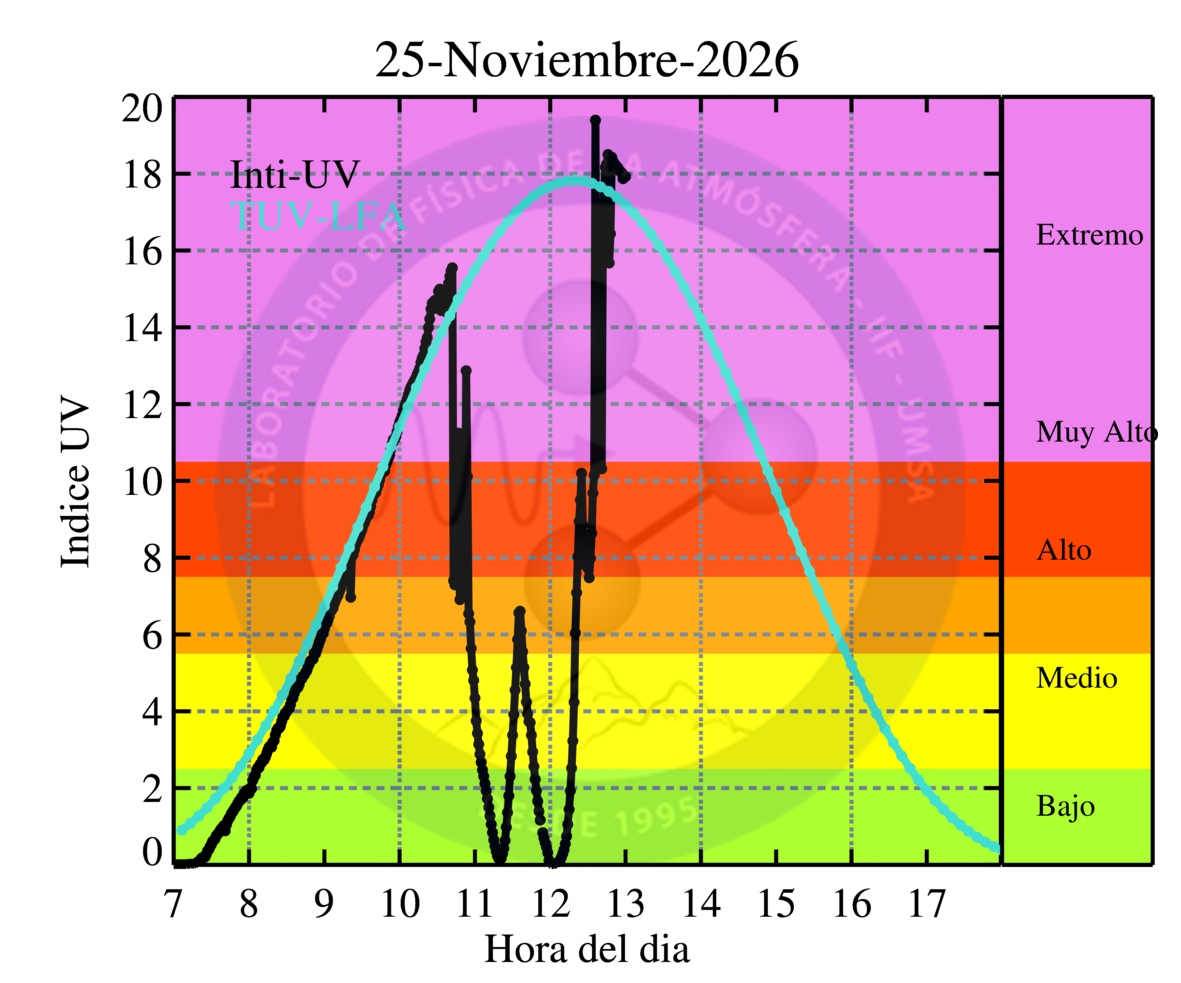 25-Noviembre-2026
Inti-UV
TUV-LFA
LABORATORIO DE FÍSICA DE LA ATMÓSFERA - IIF - UMSA
DESDE 1995
20
18
16
14
12
10
8
6
4
2
0
Indice UV
Extremo
Muy Alto
Alto
Medio
Bajo
7 8 9 10 11 12 13 14 15 16 17
Hora del dia